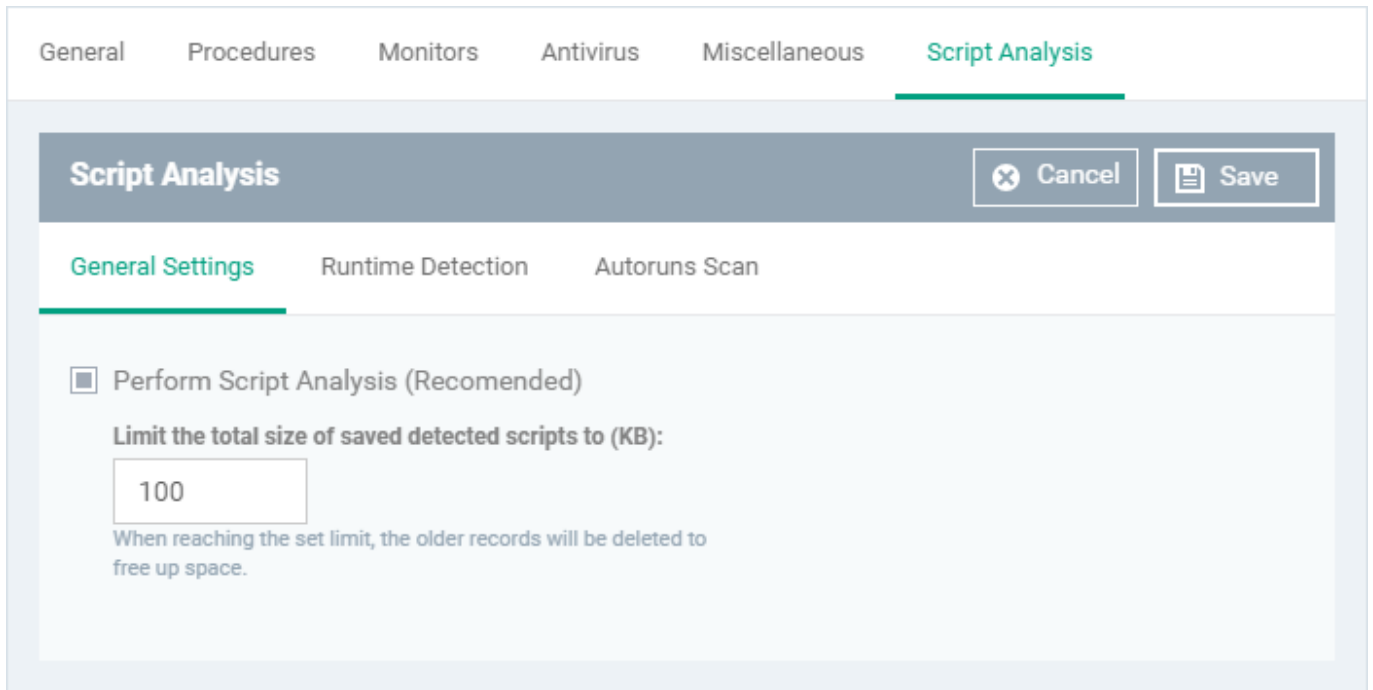 General Procedures Monitors Antivirus Miscellaneous Script Analysis
Script Analysis Cancel Save
General Settings Runtime Detection Autoruns Scan
Perform Script Analysis (Recomended)
Limit the total size of saved detected scripts to (KB):
100
When reaching the set limit, the older records will be deleted to
free up space.